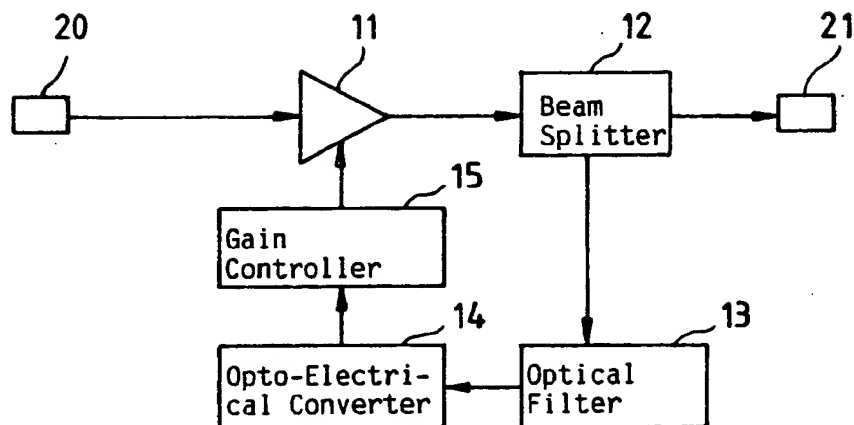 20
11
12
21
Beam
Splitter
15
Gain
Controller
14
13
Opto-Electri-
cal Converter
Optical
Filter